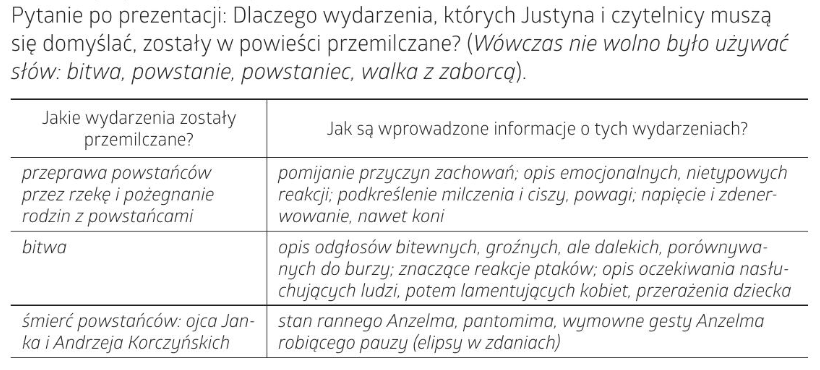 Pytanie po prezentacji: Dlaczego wydarzenia, których Justyna i czytelnicy muszą
się domyślać, zostały w powieści przemilczane? (Wówczas nie wolno było używać
słów: bitwa, powstanie, powstaniec, walka z zaborcą).
Jakie wydarzenia zostały
przemilczane?
Jak są wprowadzone informacje o tych wydarzeniach?
przeprawa powstańców
przez rzekę i pożegnanie
rodzin z powstańcami
pomijanie przyczyn zachowań; opis emocjonalnych, nietypowych
reakcji; podkreślenie milczenia i ciszy, powagi; napięcie i zdener-
wowanie, nawet koni
bitwa
opis odgłosów bitewnych, groźnych, ale dalekich, porównywa-
nych do burzy; znaczące reakcje ptaków; opis oczekiwania nasłu-
chujących ludzi, potem lamentujących kobiet, przerażenia dziecka
śmierć powstańców: ojca Jan-
ka i Andrzeja Korczyńskich
stan rannego Anzelma, pantomima, wymowne gesty Anzelma
robiącego pauzy (elipsy w zdaniach)